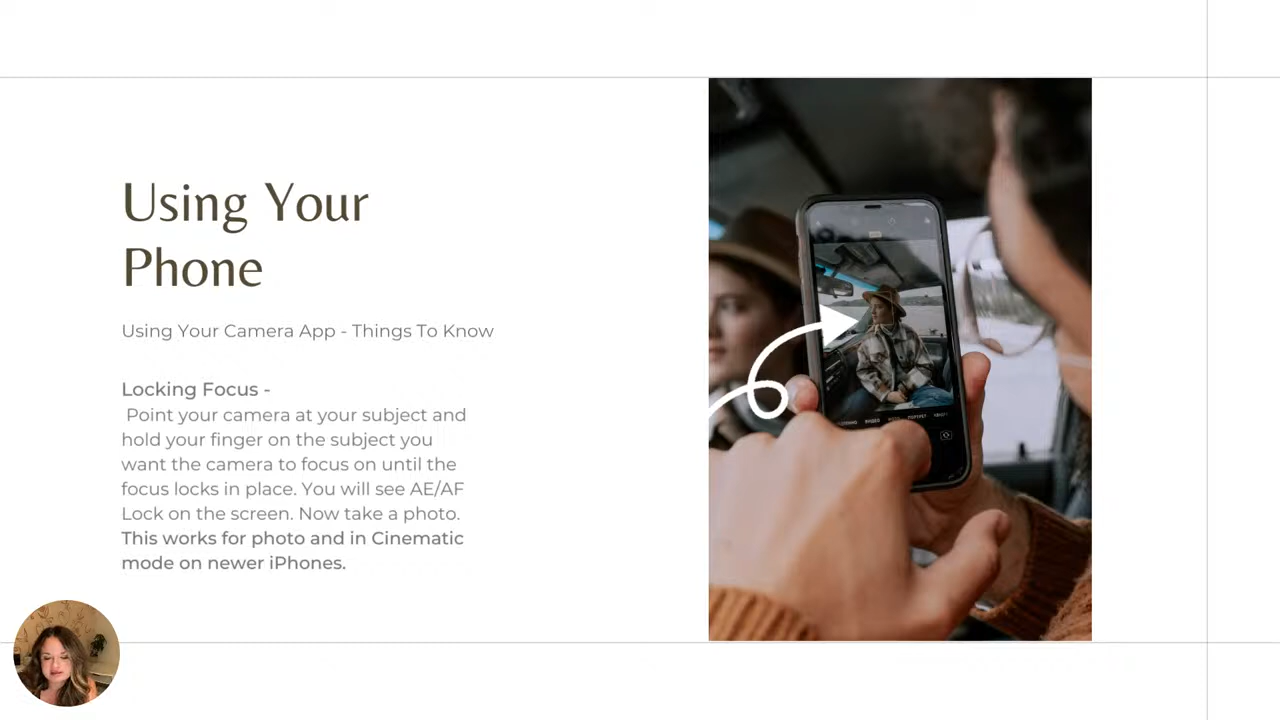 Using Your
Phone
Using Your Camera App - Things To Know
Locking Focus -
Point your camera at your subject and
hold your finger on the subject you
want the camera to focus on until the
focus locks in place. You will see AE/AF
Lock on the screen. Now take a photo.
This works for photo and in Cinematic
mode on newer iPhones.